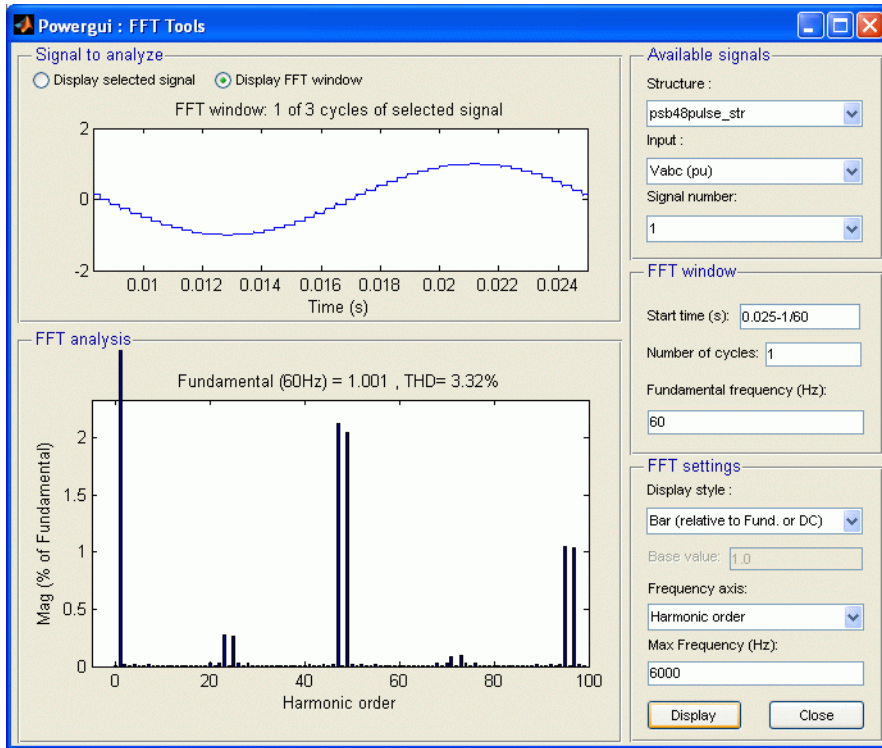 Powergui : FFT Tools
Signal to analyze
Display selected signal Display FFT window
FFT window: 1 of 3 cycles of selected signal
2
0
-2
0.01 0.012 0.014 0.016 0.018 0.02 0.022 0.024
Time (s)
FFT analysis
Fundamental (60Hz) = 1.001 , THD= 3.32%
Mag (% of Fundamental)
2
1.5
1
0.5
0
0 20 40 60 80 100
Harmonic order
Available signals
Structure :
psb48pulse_str
Input :
Vabc (pu)
Signal number:
1
FFT window
Start time (s): 0.025-1/60
Number of cycles: 1
Fundamental frequency (Hz):
60
FFT settings
Display style :
Bar (relative to Fund. or DC)
Base value: 1.0
Frequency axis:
Harmonic order
Max Frequency (Hz):
6000
Display Close